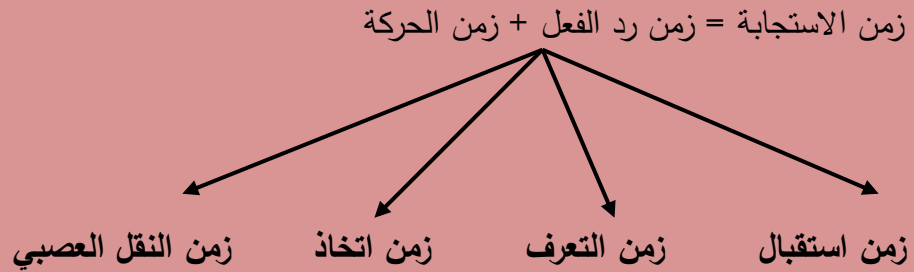 زمن الاستجابة = زمن رد الفعل + زمن الحركة
زمن استقبال زمن التعرف زمن اتخاذ زمن النقل العصبي